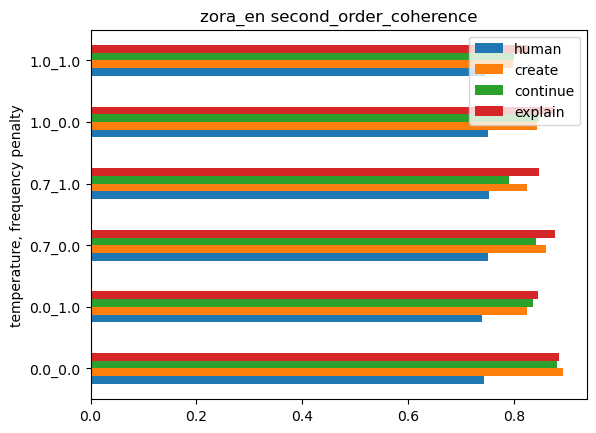 zora_en second_order_coherence
human
create
continue
explain
temperature, frequency penalty
1.0_1.0
1.0_0.0
0.7_1.0
0.7_0.0
0.0_1.0
0.0_0.0
0.0
0.2
0.4
0.6
0.8